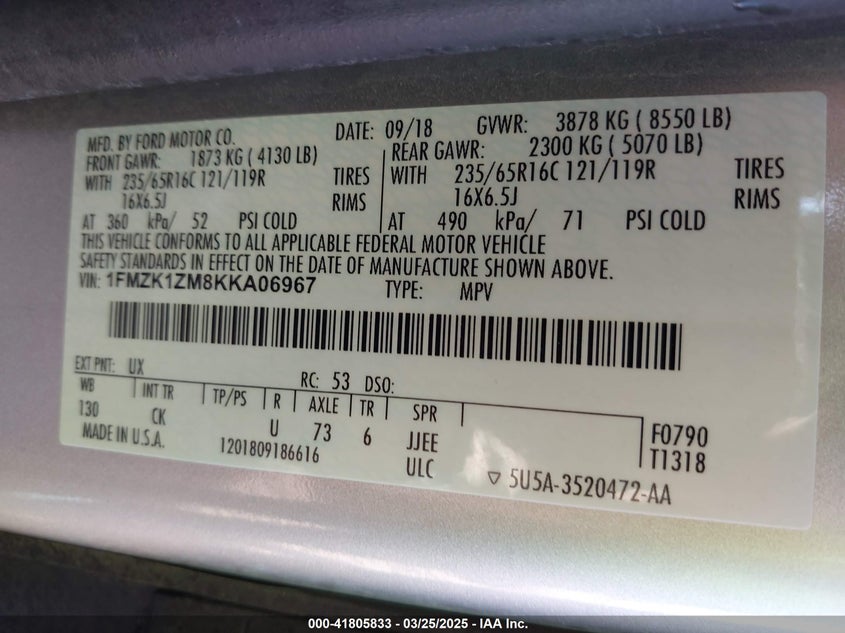 MFD. BY FORD MOTOR CO. DATE: 09/18 GVWR: 3878 KG ( 8550 LB)
FRONT GAWR: 1873 KG ( 4130 LB) REAR GAWR: 2300 KG ( 5070 LB)
WITH 235/65R16C 121/119R TIRES WITH 235/65R16C 121/119R TIRES
16X6.5J RIMS 16X6.5J RIMS
AT 360 kPa/ 52 PSI COLD AT 490 kPa/ 71 PSI COLD
THIS VEHICLE CONFORMS TO ALL APPLICABLE FEDERAL MOTOR VEHICLE
SAFETY STANDARDS IN EFFECT ON THE DATE OF MANUFACTURE SHOWN ABOVE.
VIN: 1FMZK1ZM8KKA06967 TYPE: MPV
EXT PNT: UX RC: 53 DSO:
WB INT TR TP/PS R AXLE TR SPR
130 CK U 73 6 JJEE F0790
MADE IN U.S.A. 1201809186616 ULC T1318
5U5A-3520472-AA
000-41805833 - 03/25/2025 - IAA Inc.